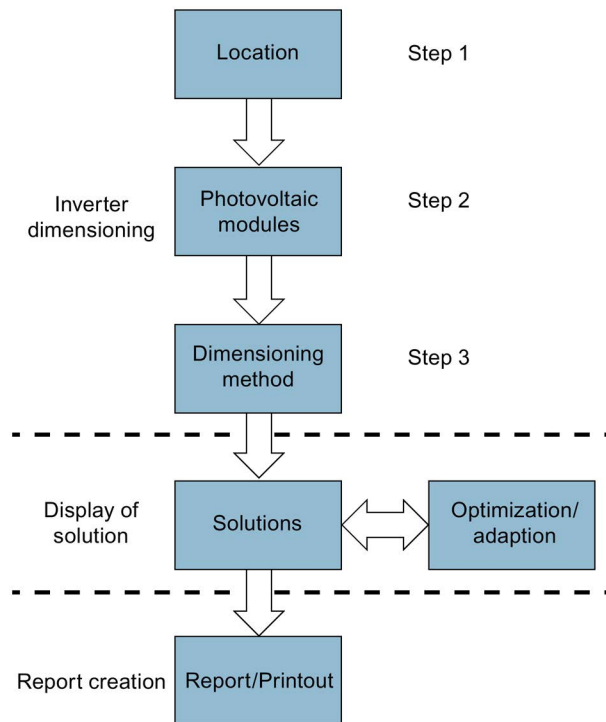 Location
Step 1
Inverter
dimensioning
Photovoltaic
modules
Step 2
Dimensioning
method
Step 3
Display of
solution
Solutions
Optimization/
adaption
Report creation
Report/Printout